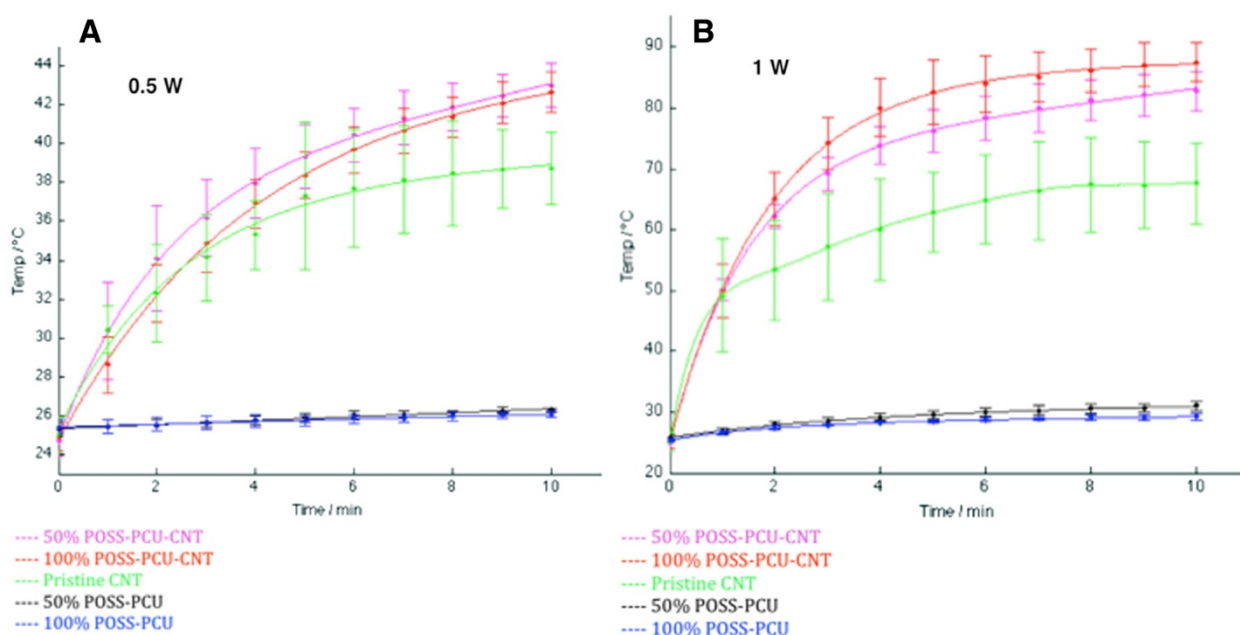 A
0.5 W
Temp /°C
44
42
40
38
36
34
32
30
28
26
24
0 2 4 6 8 10
Time / min
---- 50% POSS-PCU-CNT
---- 100% POSS-PCU-CNT
---- Pristine CNT
---- 50% POSS-PCU
---- 100% POSS-PCU
B
1 W
Temp /°C
90
80
70
60
50
40
30
20
0 2 4 6 8 10
Time / min
---- 50% POSS-PCU-CNT
---- 100% POSS-PCU-CNT
---- Pristine CNT
---- 50% POSS-PCU
---- 100% POSS-PCU